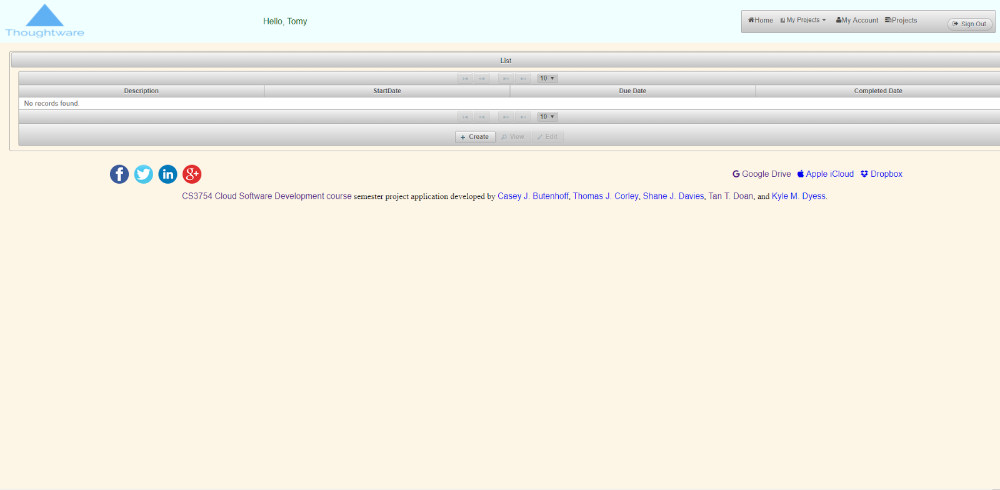 Thoughtware
Hello, Tomy
Home My Projects My Account Projects Sign Out
List
10
Description StartDate Due Date Completed Date
No records found.
10
Create View Edit
Google Drive Apple iCloud Dropbox
CS3754 Cloud Software Development course semester project application developed by Casey J. Butenhoff, Thomas J. Corley, Shane J. Davies, Tan T. Doan, and Kyle M. Dyess.